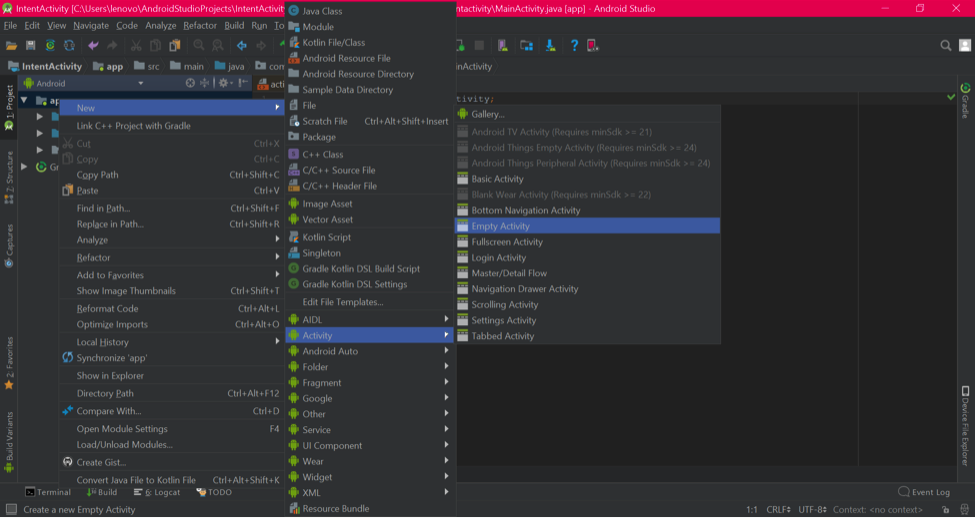 IntentActivity [C:\Users\lenovo\AndroidStudioProjects\IntentActivity
ntactivity\MainActivity.java [app] - Android Studio
File Edit View Navigate Code Analyze Refactor Build Run To
IntentActivity app src main java com
inActivity
Android
acti
1: Project
2: Structure
Captures
2: Favorites
Build Variants
Gradle
Device File Explorer
tivity;
ap
G
New
Link C++ Project with Gradle
Cut Ctrl+X
Copy Ctrl+C
Copy Path Ctrl+Shift+C
Paste Ctrl+V
Find in Path... Ctrl+Shift+F
Replace in Path... Ctrl+Shift+R
Analyze
Refactor
Add to Favorites
Show Image Thumbnails Ctrl+Shift+T
Reformat Code Ctrl+Alt+L
Optimize Imports Ctrl+Alt+O
Local History
Synchronize 'app'
Show in Explorer
Directory Path Ctrl+Alt+F12
Compare With... Ctrl+D
Open Module Settings F4
Load/Unload Modules...
Create Gist...
Convert Java File to Kotlin File Ctrl+Alt+Shift+K
Java Class
Module
Kotlin File/Class
Android Resource File
Android Resource Directory
Sample Data Directory
File
Scratch File Ctrl+Alt+Shift+Insert
Package
C++ Class
C/C++ Source File
C/C++ Header File
Image Asset
Vector Asset
Kotlin Script
Singleton
Gradle Kotlin DSL Build Script
Gradle Kotlin DSL Settings
Edit File Templates...
AIDL
Activity
Android Auto
Folder
Fragment
Google
Other
Service
UI Component
Wear
Widget
XML
Resource Bundle
Gallery...
Android TV Activity (Requires minSdk >= 21)
Android Things Empty Activity (Requires minSdk >= 24)
Android Things Peripheral Activity (Requires minSdk >= 24)
Basic Activity
Blank Wear Activity (Requires minSdk >= 22)
Bottom Navigation Activity
Empty Activity
Fullscreen Activity
Login Activity
Master/Detail Flow
Navigation Drawer Activity
Scrolling Activity
Settings Activity
Tabbed Activity
Terminal Build 6: Logcat TODO
Event Log
Create a new Empty Activity
1:1 CRLF UTF-8 Context: <no context>